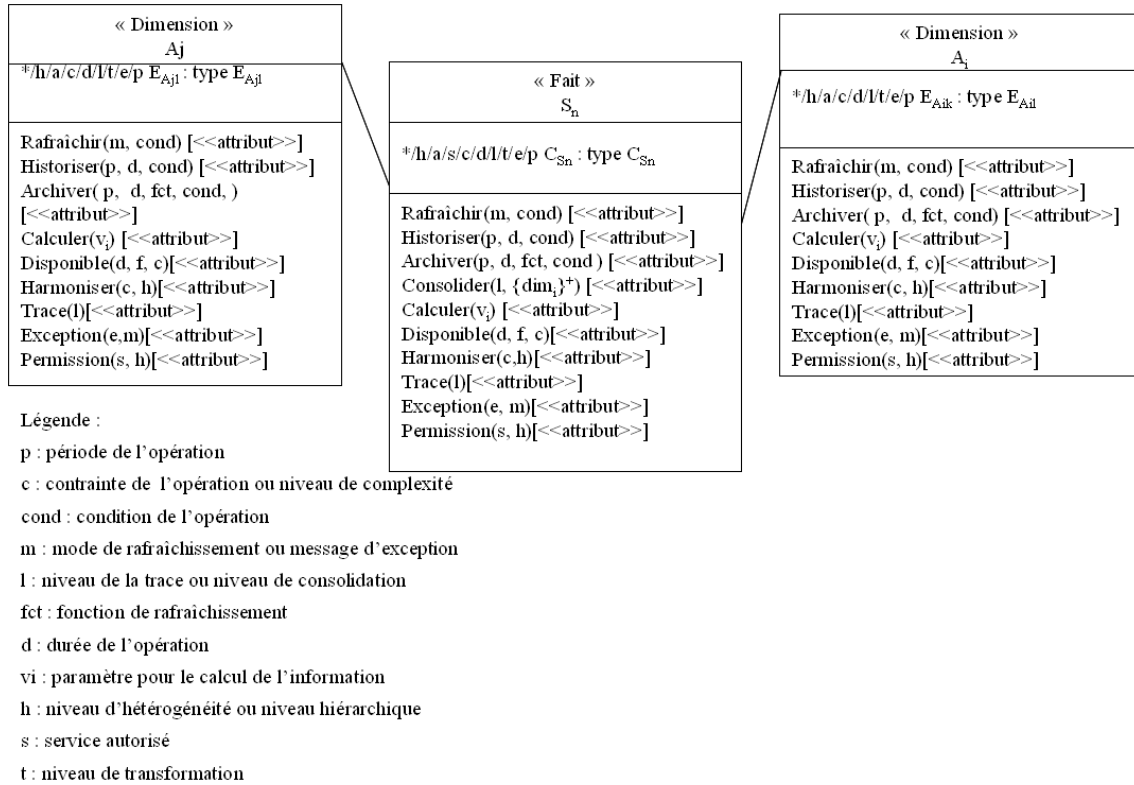 « Dimension »
Aj
*/h/a/c/d/l/t/e/p E_Ajl : type E_Ajl
Rafraîchir(m, cond) [<<attribut>>]
Historiser(p, d, cond) [<<attribut>>]
Archiver( p, d, fct, cond, )
[<<attribut>>]
Calculer(v_i) [<<attribut>>]
Disponible(d, f, c)[<<attribut>>]
Harmoniser(c, h)[<<attribut>>]
Trace(l)[<<attribut>>]
Exception(e,m)[<<attribut>>]
Permission(s, h)[<<attribut>>]
« Fait »
S_n
*/h/a/s/c/d/l/t/e/p C_Sn : type C_Sn
Rafraîchir(m, cond) [<<attribut>>]
Historiser(p, d, cond) [<<attribut>>]
Archiver(p, d, fct, cond ) [<<attribut>>]
Consolider(l, {dim_i}^+) [<<attribut>>]
Calculer(v_i) [<<attribut>>]
Disponible(d, f, c)[<<attribut>>]
Harmoniser(c,h)[<<attribut>>]
Trace(l)[<<attribut>>]
Exception(e, m)[<<attribut>>]
Permission(s, h)[<<attribut>>]
« Dimension »
A_i
*/h/a/c/d/l/t/e/p E_Aik : type E_Ail
Rafraîchir(m, cond) [<<attribut>>]
Historiser(p, d, cond) [<<attribut>>]
Archiver( p, d, fct, cond) [<<attribut>>]
Calculer(v_i) [<<attribut>>]
Disponible(d, f, c)[<<attribut>>]
Harmoniser(c, h)[<<attribut>>]
Trace(l)[<<attribut>>]
Exception(e, m)[<<attribut>>]
Permission(s, h)[<<attribut>>]
Légende :
p : période de l’opération
c : contrainte de l’opération ou niveau de complexité
cond : condition de l’opération
m : mode de rafraîchissement ou message d’exception
l : niveau de la trace ou niveau de consolidation
fct : fonction de rafraîchissement
d : durée de l’opération
vi : paramètre pour le calcul de l’information
h : niveau d’hétérogénéité ou niveau hiérarchique
s : service autorisé
t : niveau de transformation